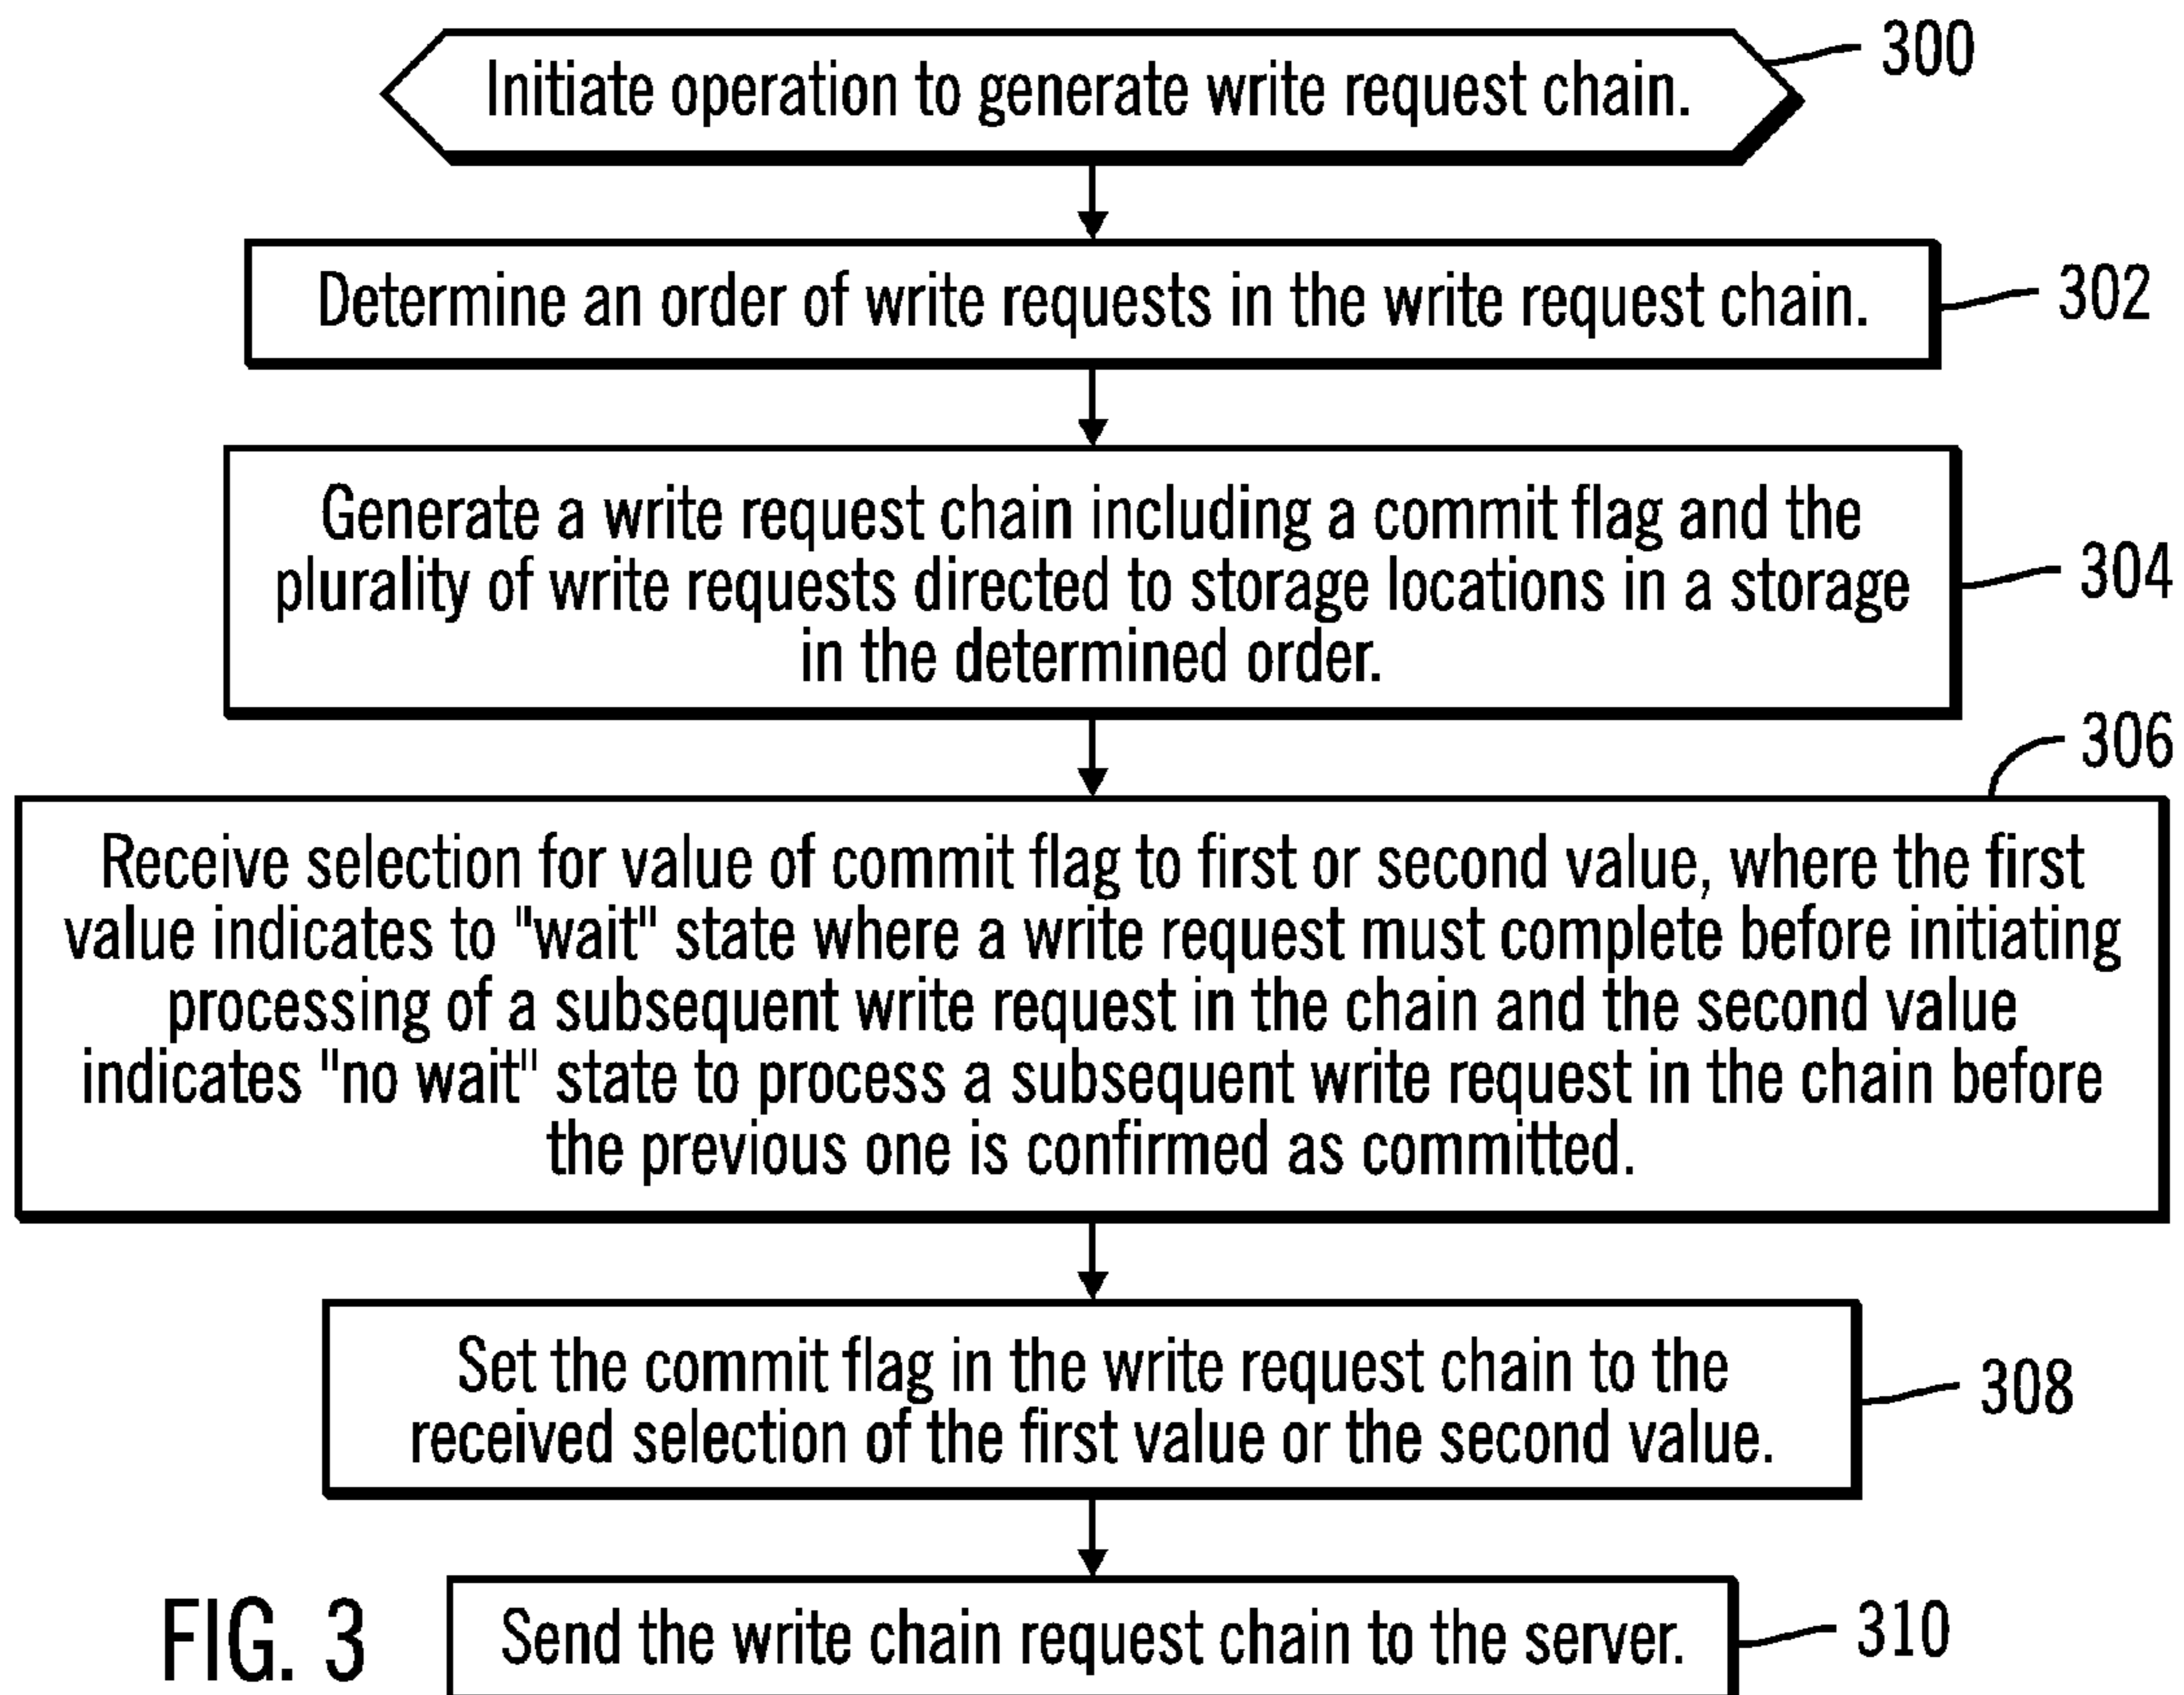 Initiate operation to generate write request chain.
300
Determine an order of write requests in the write request chain.
302
Generate a write request chain including a commit flag and the
plurality of write requests directed to storage locations in a storage
in the determined order.
304
306
Receive selection for value of commit flag to first or second value, where the first
value indicates to "wait" state where a write request must complete before initiating
processing of a subsequent write request in the chain and the second value
indicates "no wait" state to process a subsequent write request in the chain before
the previous one is confirmed as committed.
Set the commit flag in the write request chain to the
received selection of the first value or the second value.
308
FIG. 3
Send the write chain request chain to the server.
310